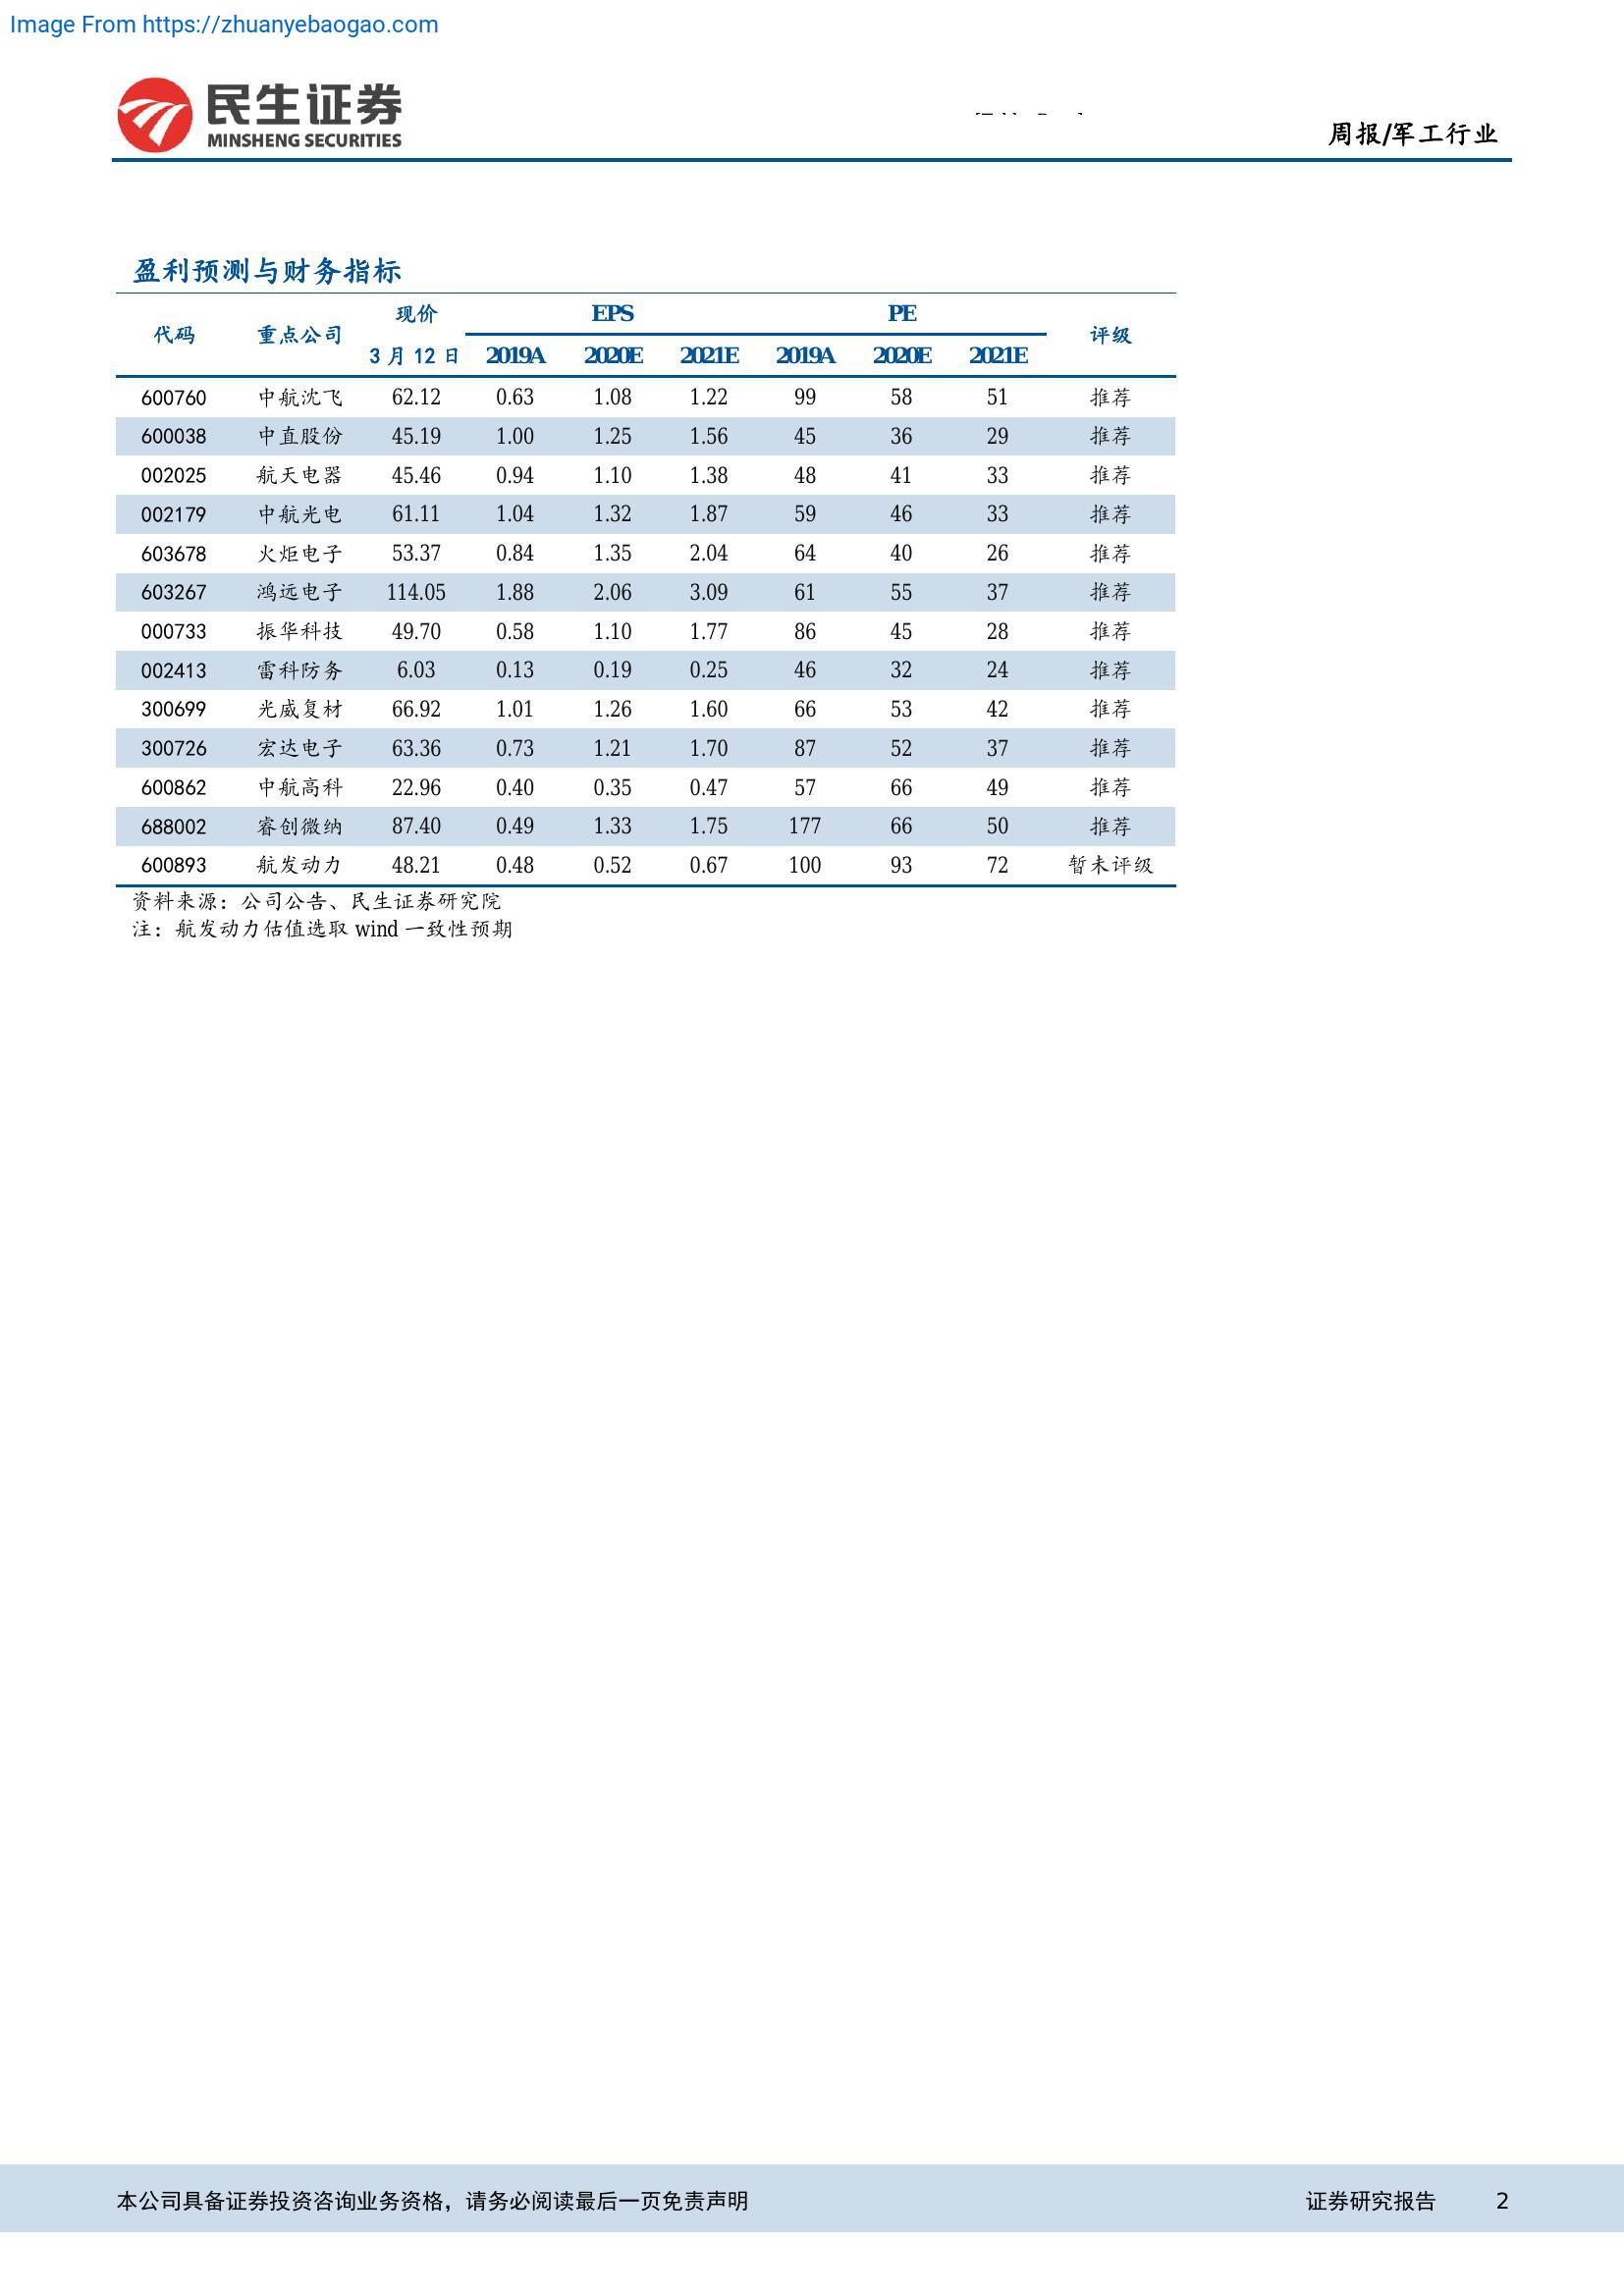 Image From https://zhuanyebaogao.com
民生证券
MINSHENG SECURITIES
周报/军工行业
盈利预测与财务指标
代码 重点公司 现价 EPS PE 评级
3 月 12 日 2019A 2020E 2021E 2019A 2020E 2021E
600760 中航沈飞 62.12 0.63 1.08 1.22 99 58 51 推荐
600038 中直股份 45.19 1.00 1.25 1.56 45 36 29 推荐
002025 航天电器 45.46 0.94 1.10 1.38 48 41 33 推荐
002179 中航光电 61.11 1.04 1.32 1.87 59 46 33 推荐
603678 火炬电子 53.37 0.84 1.35 2.04 64 40 26 推荐
603267 鸿远电子 114.05 1.88 2.06 3.09 61 55 37 推荐
000733 振华科技 49.70 0.58 1.10 1.77 86 45 28 推荐
002413 雷科防务 6.03 0.13 0.19 0.25 46 32 24 推荐
300699 光威复材 66.92 1.01 1.26 1.60 66 53 42 推荐
300726 宏达电子 63.36 0.73 1.21 1.70 87 52 37 推荐
600862 中航高科 22.96 0.40 0.35 0.47 57 66 49 推荐
688002 睿创微纳 87.40 0.49 1.33 1.75 177 66 50 推荐
600893 航发动力 48.21 0.48 0.52 0.67 100 93 72 暂未评级
资料来源：公司公告、民生证券研究院
注：航发动力估值选取 wind 一致性预期
本公司具备证券投资咨询业务资格，请务必阅读最后一页免责声明 证券研究报告 2